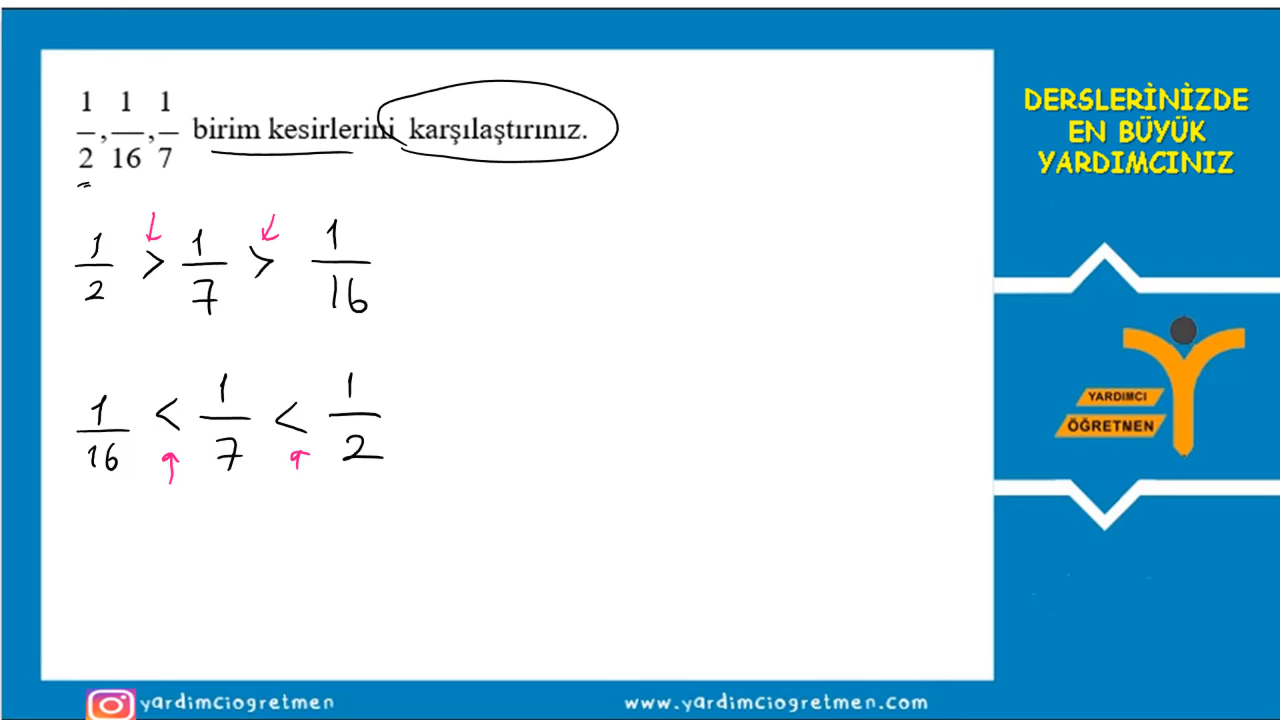 1/2, 1/16, 1/7 birim kesirlerini karşılaştırınız.
1/2 > 1/7 > 1/16
1/16 < 1/7 < 1/2
DERSLERİNİZDE
EN BÜYÜK
YARDIMCINIZ
YARDIMCI
ÖĞRETMEN
yardimciogretmen
www.yardimciogretmen.com